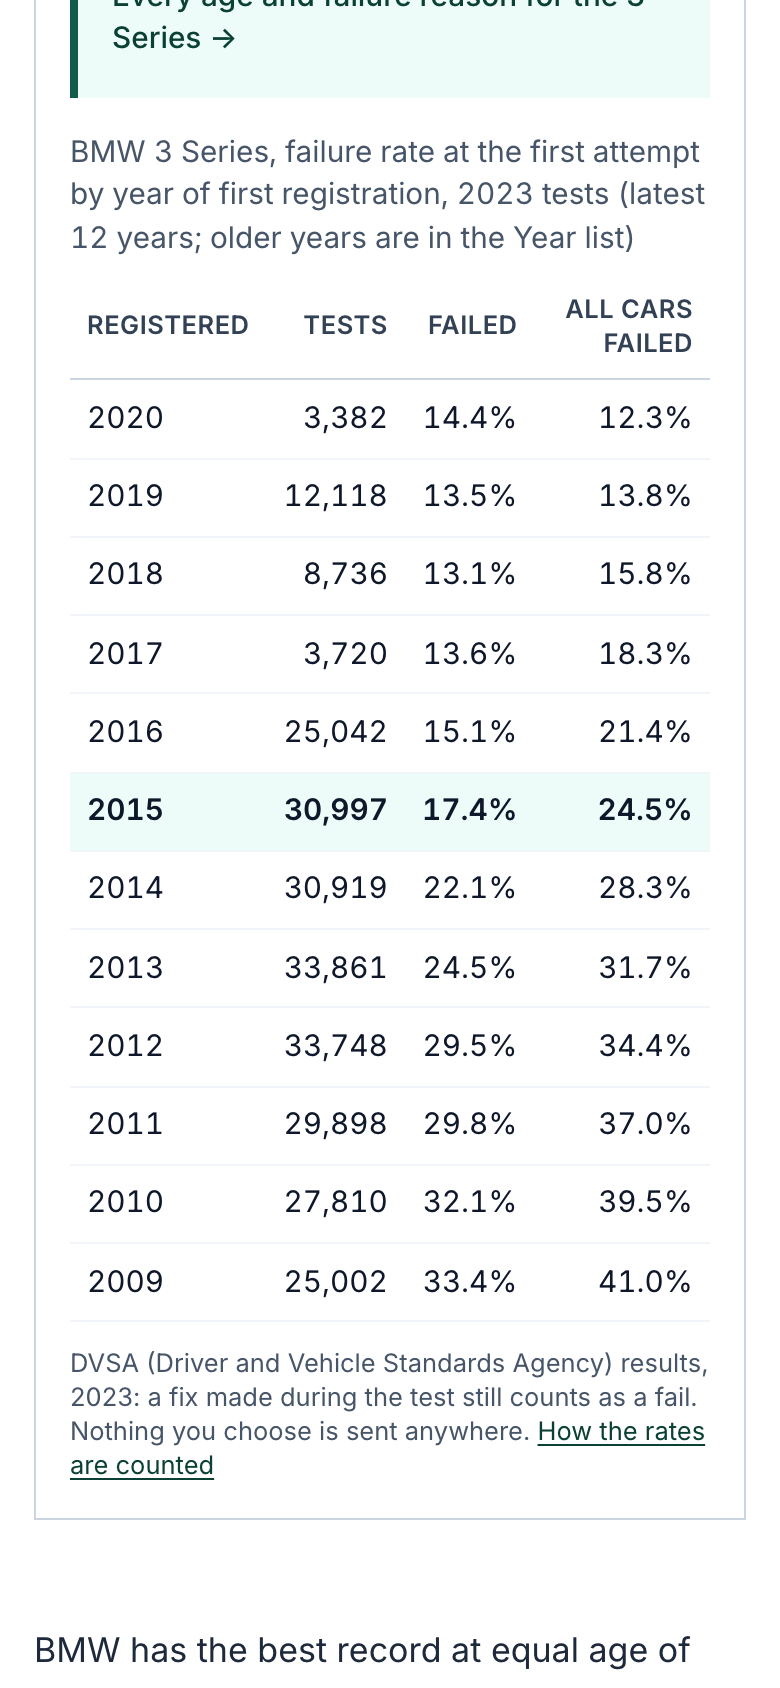 Every age and failure reason for the 3
Series →
BMW 3 Series, failure rate at the first attempt
by year of first registration, 2023 tests (latest
12 years; older years are in the Year list)
REGISTERED TESTS FAILED ALL CARS FAILED
2020 3,382 14.4% 12.3%
2019 12,118 13.5% 13.8%
2018 8,736 13.1% 15.8%
2017 3,720 13.6% 18.3%
2016 25,042 15.1% 21.4%
2015 30,997 17.4% 24.5%
2014 30,919 22.1% 28.3%
2013 33,861 24.5% 31.7%
2012 33,748 29.5% 34.4%
2011 29,898 29.8% 37.0%
2010 27,810 32.1% 39.5%
2009 25,002 33.4% 41.0%
DVSA (Driver and Vehicle Standards Agency) results,
2023: a fix made during the test still counts as a fail.
Nothing you choose is sent anywhere. How the rates
are counted
BMW has the best record at equal age of